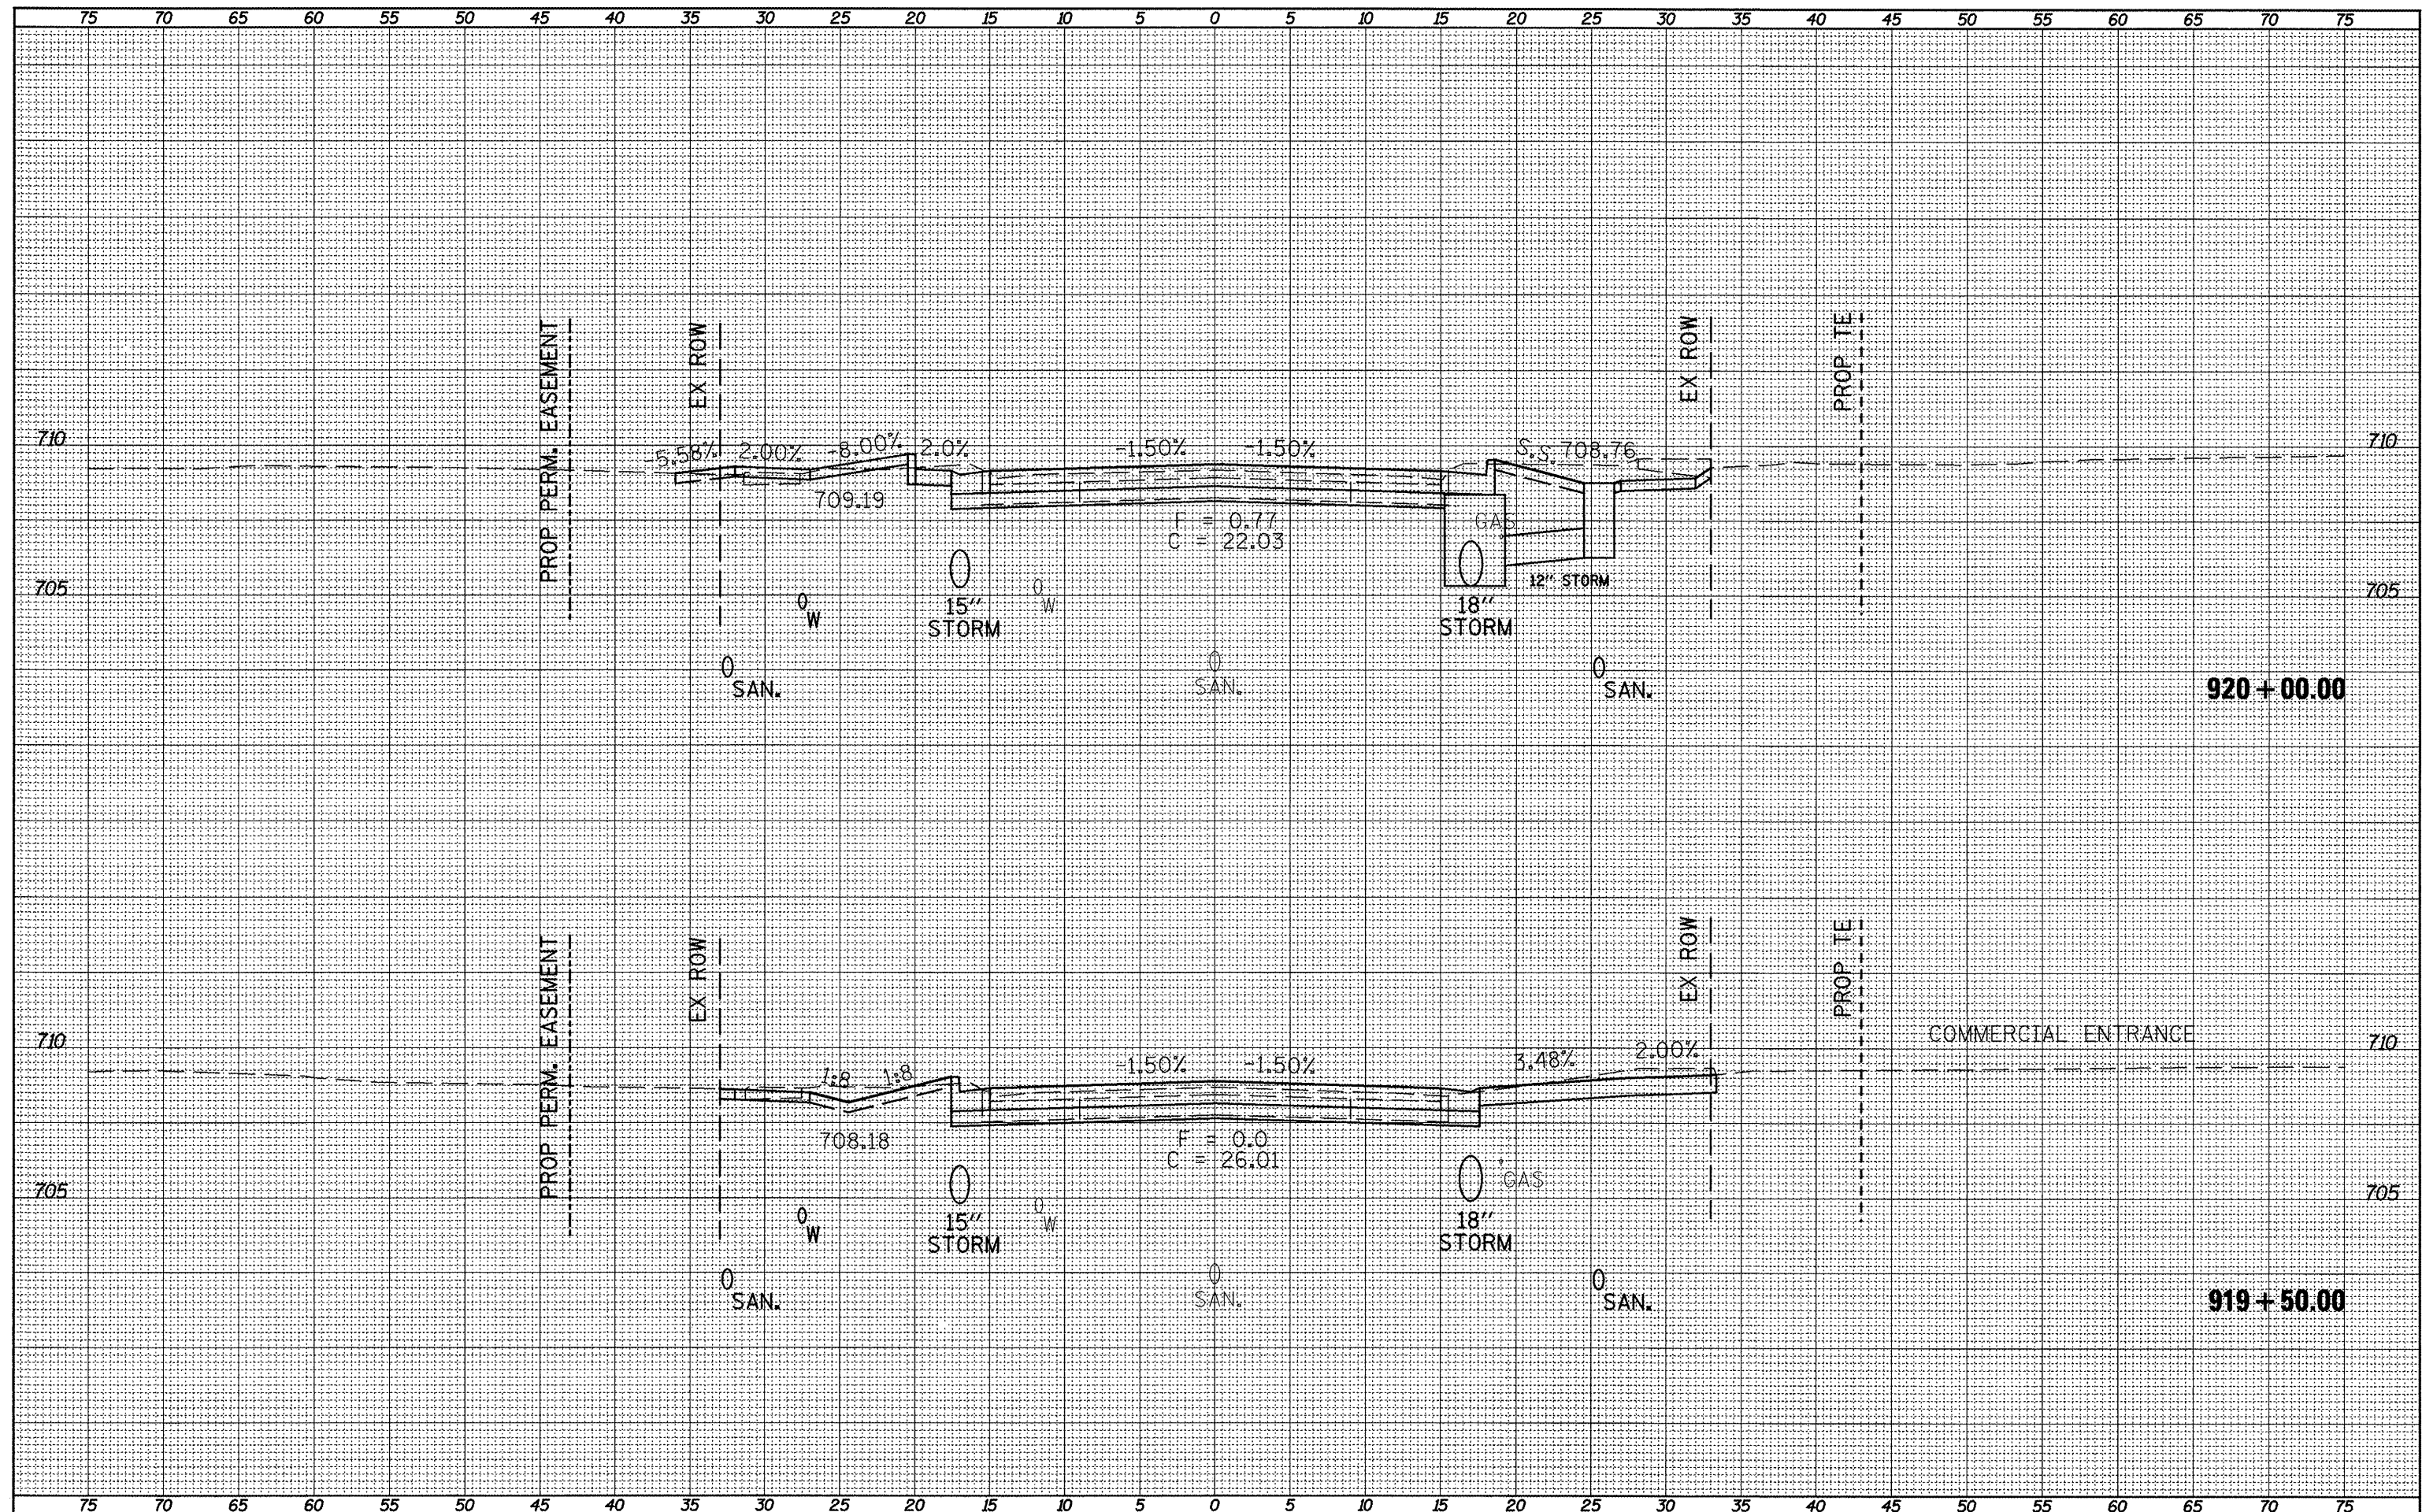 75 70 65 60 55 50 45 40 35 30 25 20 15 10 5 0 5 10 15 20 25 30 35 40 45 50 55 60 65 70 75
PROP PERM. EASEMENT
EX ROW
EX ROW
PROP TE
710
-5.58%
2.00%
-8.00%
2.0%
-1.50%
-1.50%
S.S. 708.76
710
709.19
F = 0.77
C = 22.03
GAS
12" STORM
705
W
15"
STORM
W
18"
STORM
705
SAN.
SAN.
SAN.
920 + 00.00
PROP PERM. EASEMENT
EX ROW
EX ROW
PROP TE
COMMERCIAL ENTRANCE
710
1:8
1:8
-1.50%
-1.50%
3.48%
2.00%
710
708.18
F = 0.0
C = 26.01
GAS
705
W
15"
STORM
W
18"
STORM
705
SAN.
SAN.
SAN.
919 + 50.00
75 70 65 60 55 50 45 40 35 30 25 20 15 10 5 0 5 10 15 20 25 30 35 40 45 50 55 60 65 70 75